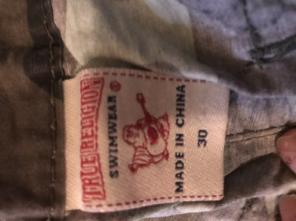 TRUE RELIGION
SWIMWEAR ®
MADE IN CHINA
30